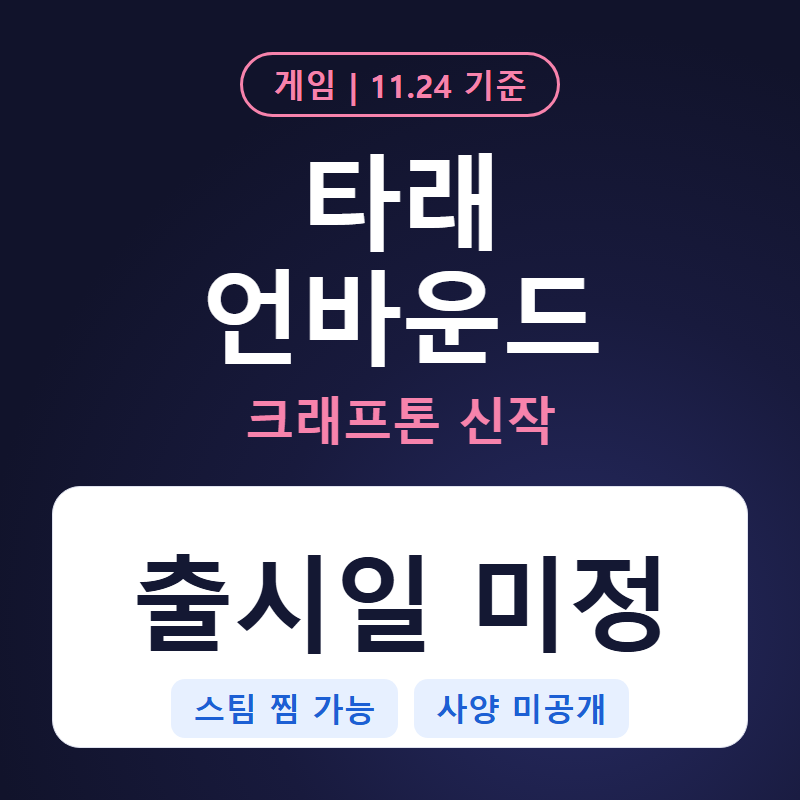 게임 | 11.24 기준
타래
언바운드
크래프톤 신작
출시일 미정
스팀 찜 가능 사양 미공개